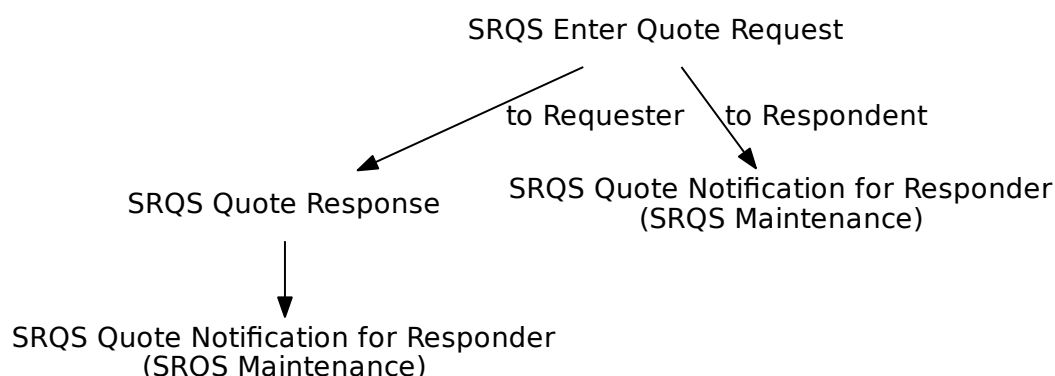 SRQS Enter Quote Request
to Requester
to Respondent
SRQS Quote Response
SRQS Quote Notification for Responder
(SRQS Maintenance)
SRQS Quote Notification for Responder
(SRQS Maintenance)